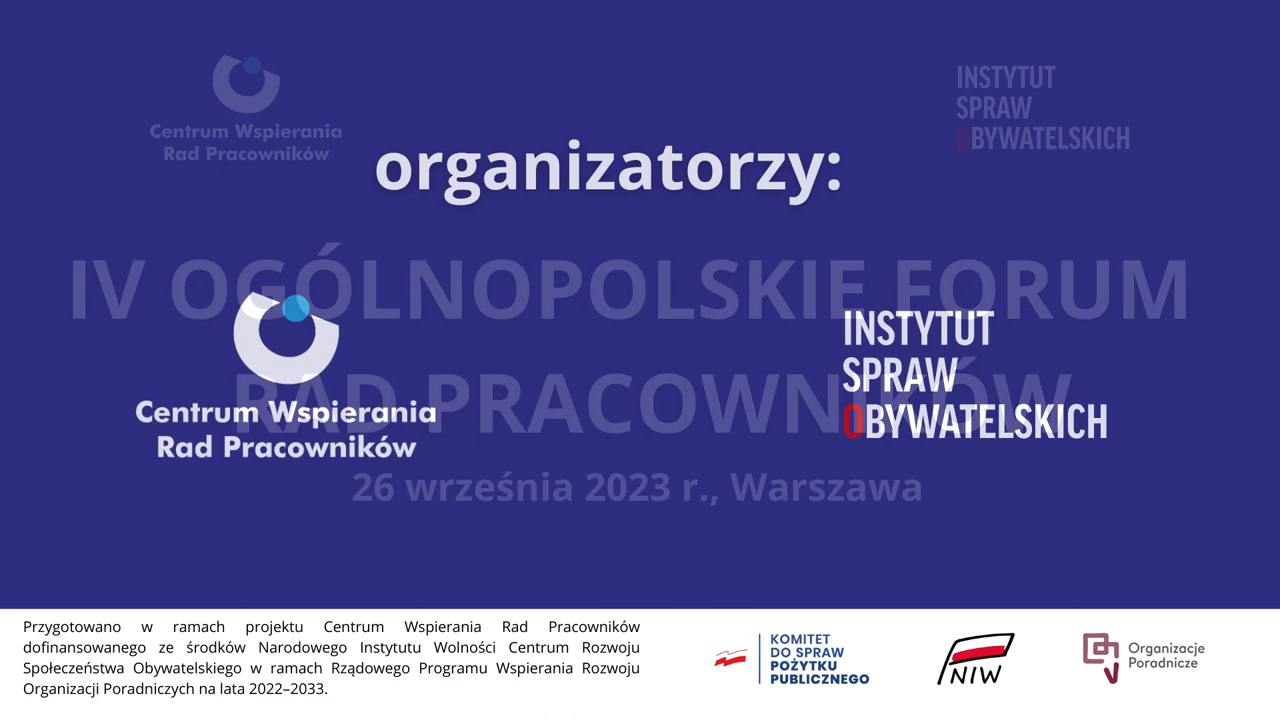 Centrum Wspierania
Rad Pracowników
INSTYTUT
SPRAW
OBYWATELSKICH
organizatorzy:
IV OGÓLNOPOLSKIE FORUM
RAD PRACOWNIKÓW
Centrum Wspierania
Rad Pracowników
INSTYTUT
SPRAW
OBYWATELSKICH
26 września 2023 r., Warszawa
Przygotowano w ramach projektu Centrum Wspierania Rad Pracowników
dofinansowanego ze środków Narodowego Instytutu Wolności Centrum Rozwoju
Społeczeństwa Obywatelskiego w ramach Rządowego Programu Wspierania Rozwoju
Organizacji Poradniczych na lata 2022–2033.
KOMITET
DO SPRAW
POŻYTKU
PUBLICZNEGO
NIW
Organizacje
Poradnicze